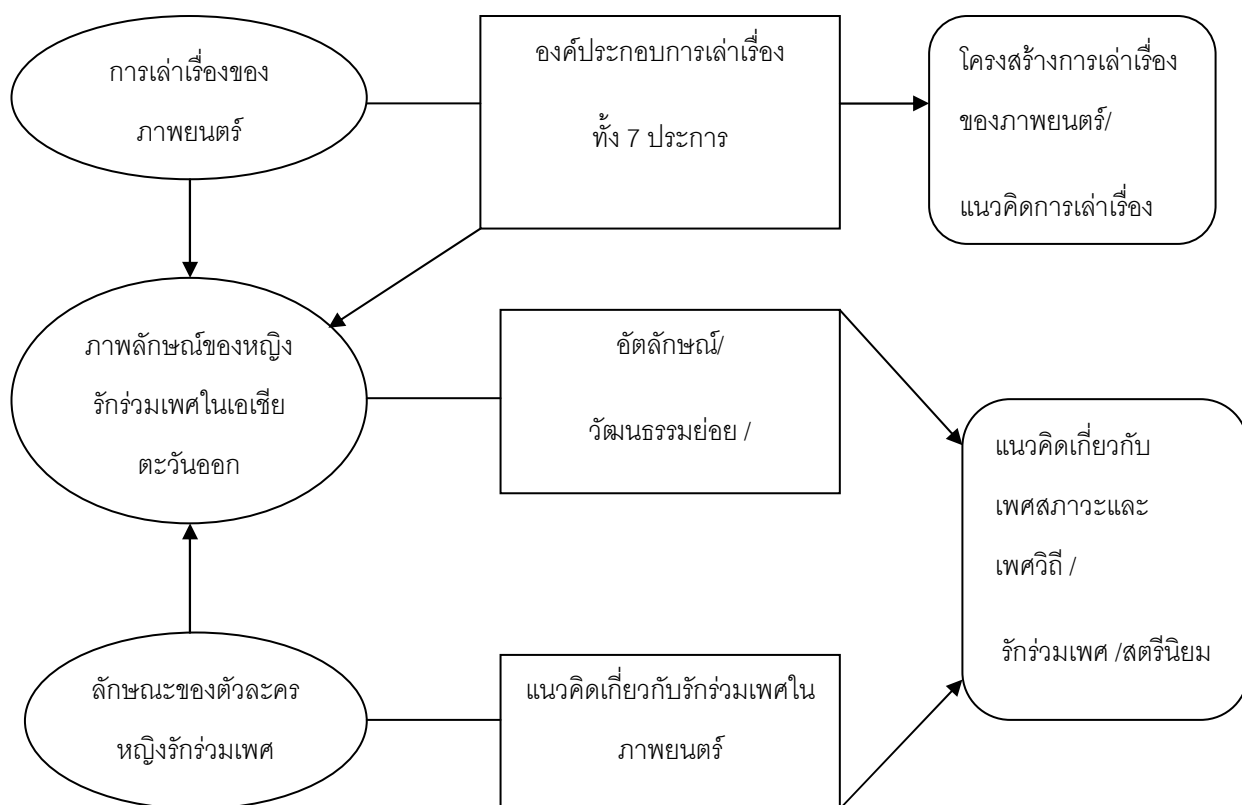 การเล่าเรื่องของ
ภาพยนตร์
องค์ประกอบการเล่าเรื่อง
ทั้ง 7 ประการ
โครงสร้างการเล่าเรื่อง
ของภาพยนตร์/
แนวคิดการเล่าเรื่อง
ภาพลักษณ์ของหญิง
รักร่วมเพศในเอเชีย
ตะวันออก
อัตลักษณ์/
วัฒนธรรมย่อย /
แนวคิดเกี่ยวกับ
เพศสภาวะและ
เพศวิถี /
รักร่วมเพศ /สตรีนิยม
ลักษณะของตัวละคร
หญิงรักร่วมเพศ
แนวคิดเกี่ยวกับรักร่วมเพศใน
ภาพยนตร์